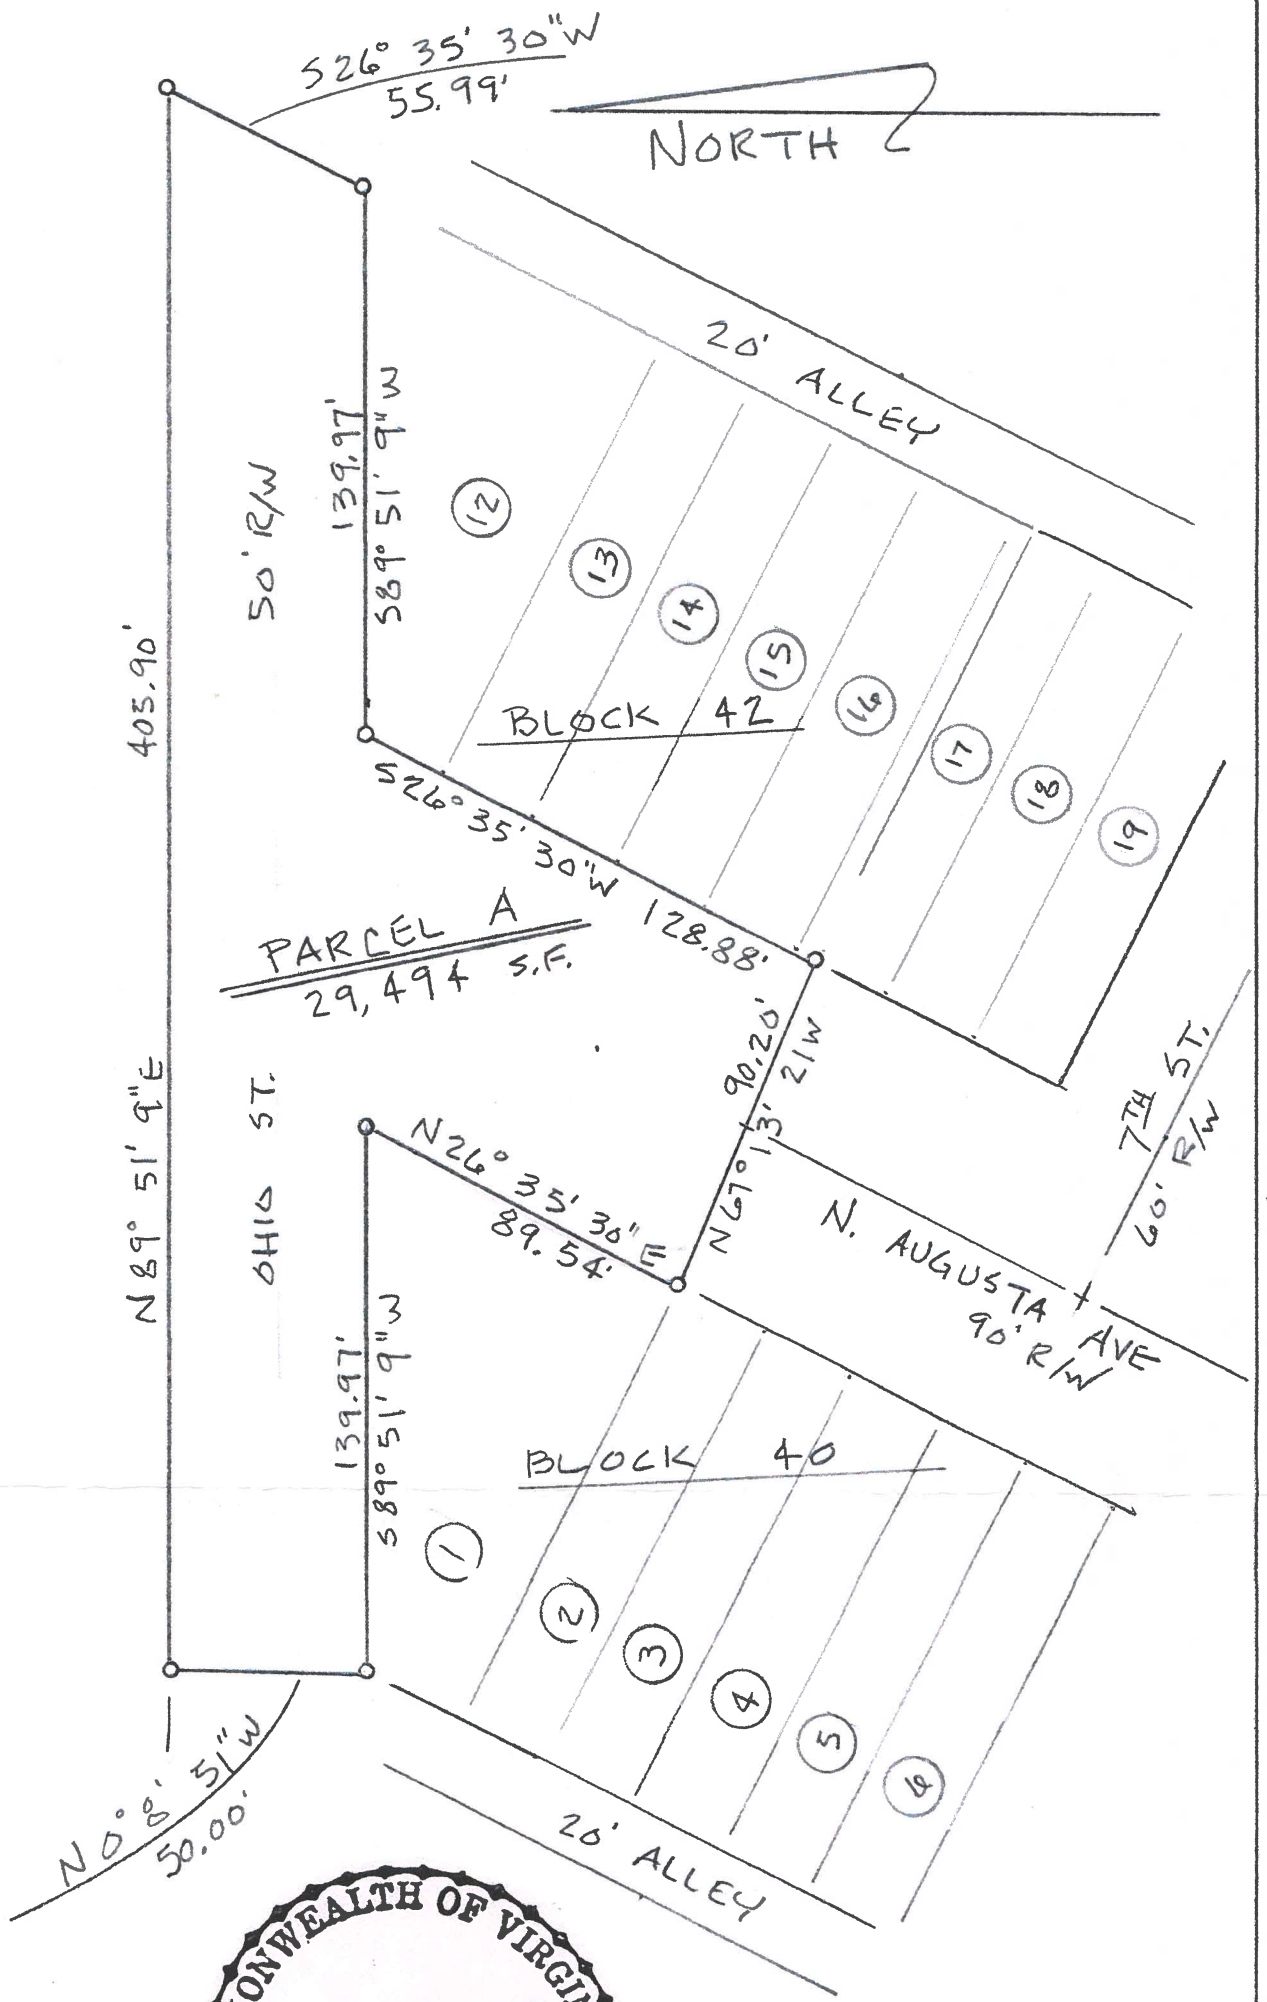 S26° 35' 30"W
55.99'
NORTH
20' ALLEY
139.97'
S89° 51' 9"W
50' R/W
12
13
14
15
16
17
18
19
BLOCK 42
403.90'
N89° 51' 9"E
S26° 35' 30"W 128.88'
PARCEL A
29,494 S.F.
OHIO ST.
90.20'
N67° 13' 21W
7TH ST.
60' R/W
N26° 35' 30"E
89.54'
N. AUGUSTA AVE
90' R/W
139.97'
S89° 51' 9"W
BLOCK 40
1
2
3
4
5
6
N0° 8' 51"W
50.00'
20' ALLEY
ONWEALTH OF VIRGIN